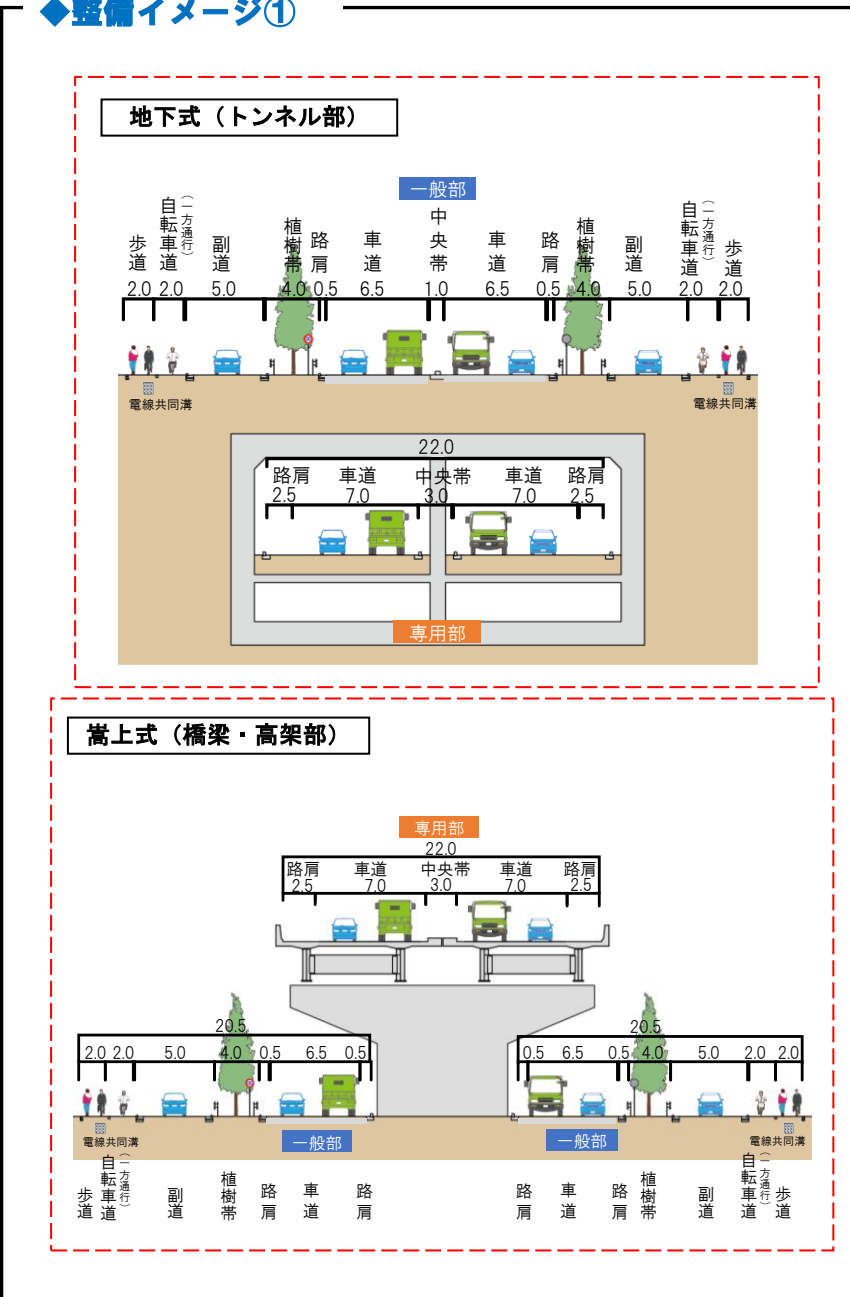 ◆整備イメージ①
地下式（トンネル部）
一般部
歩道 自転車道（一方通行） 副道 植樹帯 路肩 車道 中央帯 車道 路肩 植樹帯 副道 自転車道（一方通行） 歩道
2.0 2.0 5.0 4.0 0.5 6.5 1.0 6.5 0.5 4.0 5.0 2.0 2.0
電線共同溝 電線共同溝
22.0
路肩 車道 中央帯 車道 路肩
2.5 7.0 3.0 7.0 2.5
専用部
嵩上式（橋梁・高架部）
専用部
22.0
路肩 車道 中央帯 車道 路肩
2.5 7.0 3.0 7.0 2.5
20.5 20.5
2.0 2.0 5.0 4.0 0.5 6.5 0.5 0.5 6.5 0.5 4.0 5.0 2.0 2.0
電線共同溝 一般部 一般部 電線共同溝
歩道 自転車道（一方通行） 副道 植樹帯 路肩 車道 路肩 路肩 車道 路肩 植樹帯 副道 自転車道（一方通行） 歩道